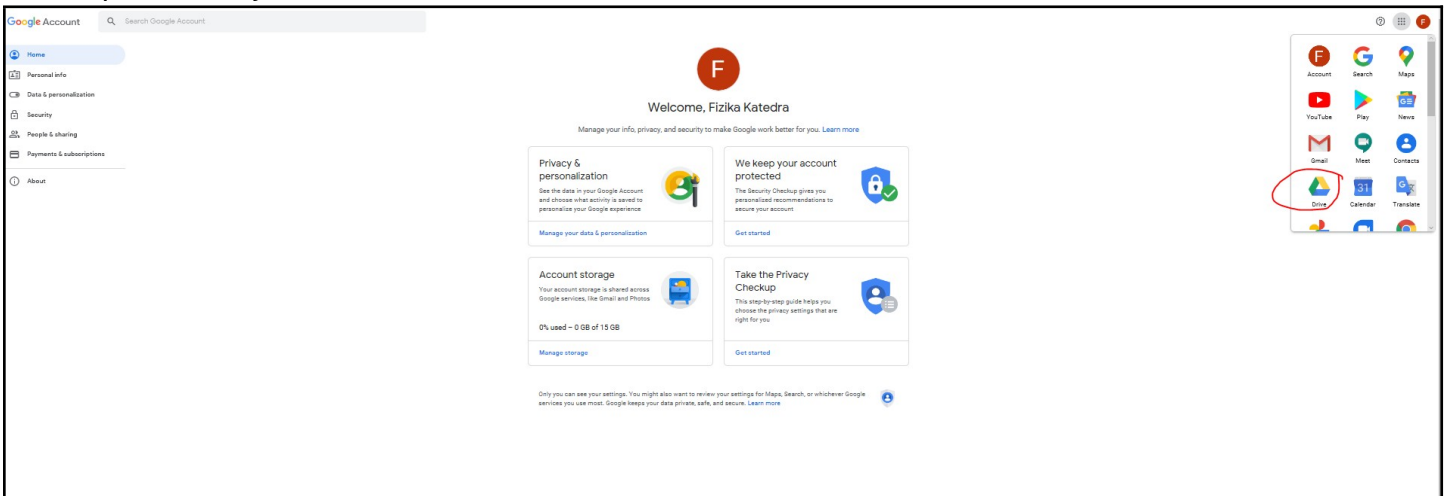 Google Account
Search Google Account
F
Home
Personal info
Data & personalization
Security
People & sharing
Payments & subscriptions
About
F
Welcome, Fizika Katedra
Manage your info, privacy, and security to make Google work better for you. Learn more
Privacy &
personalization
See the data in your Google Account
and choose what activity is saved to
personalize your Google experience
Manage your data & personalization
We keep your account
protected
The Security Checkup gives you
personalized recommendations to
secure your account
Get started
Account storage
Your account storage is shared across
Google services, like Gmail and Photos
0% used – 0 GB of 15 GB
Manage storage
Take the Privacy
Checkup
This step-by-step guide helps you
choose the privacy settings that are
right for you
Get started
Only you can see your settings. You might also want to review your settings for Maps, Search, or whichever Google
services you use most. Google keeps your data private, safe, and secure. Learn more
F
Account Search Maps
YouTube Play News
Gmail Meet Contacts
31
Drive Calendar Translate